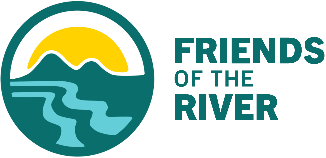 FRIENDS
OF THE
RIVER